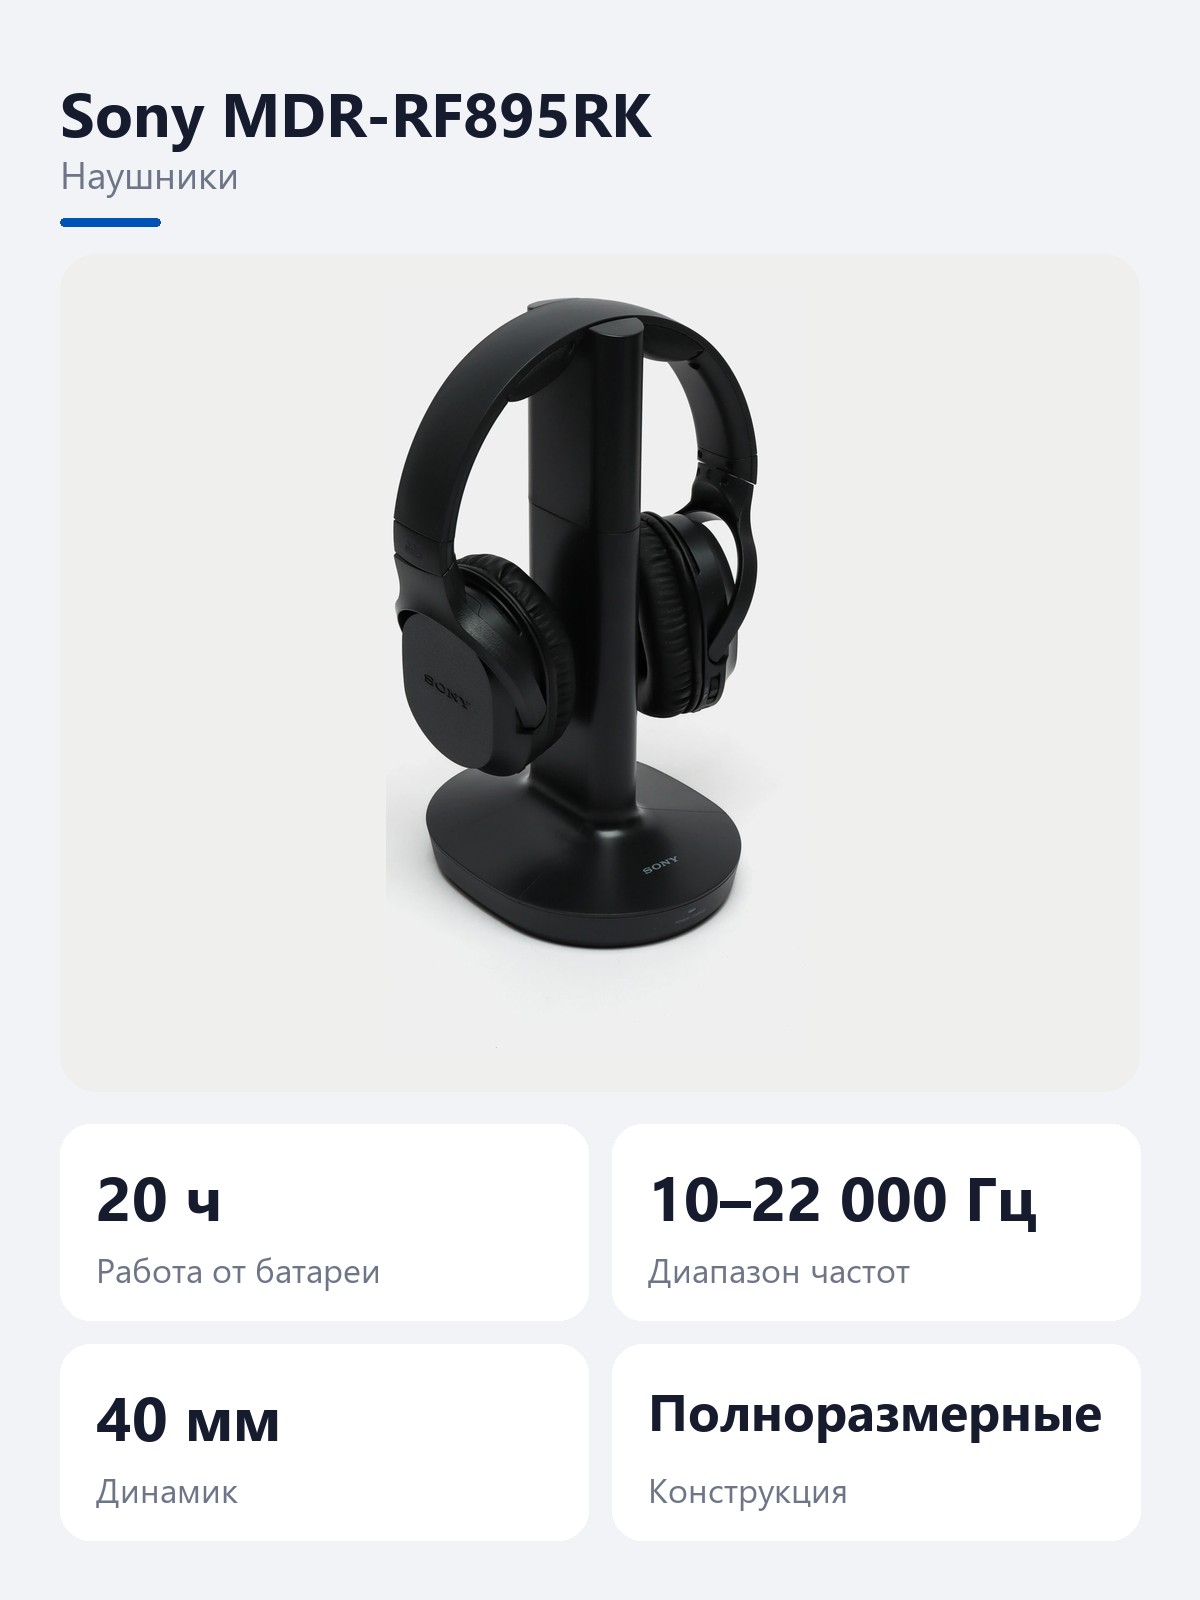 Sony MDR-RF895RK
Наушники
SONY
SONY
20 ч
Работа от батареи
10–22 000 Гц
Диапазон частот
40 мм
Динамик
Полноразмерные
Конструкция